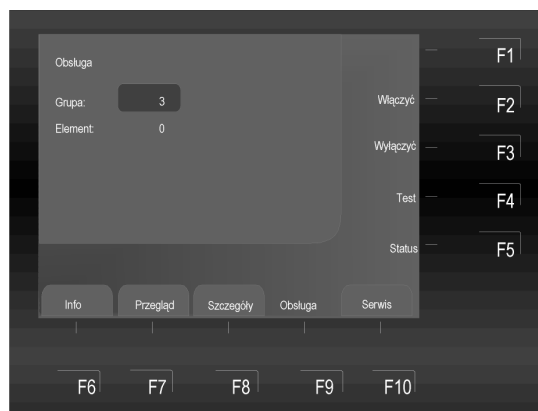 Obsługa
F1
Grupa: 3
Włączyć F2
Element: 0
Wyłączyć F3
Test F4
Status F5
Info Przegląd Szczegóły Obsługa Serwis
F6 F7 F8 F9 F10